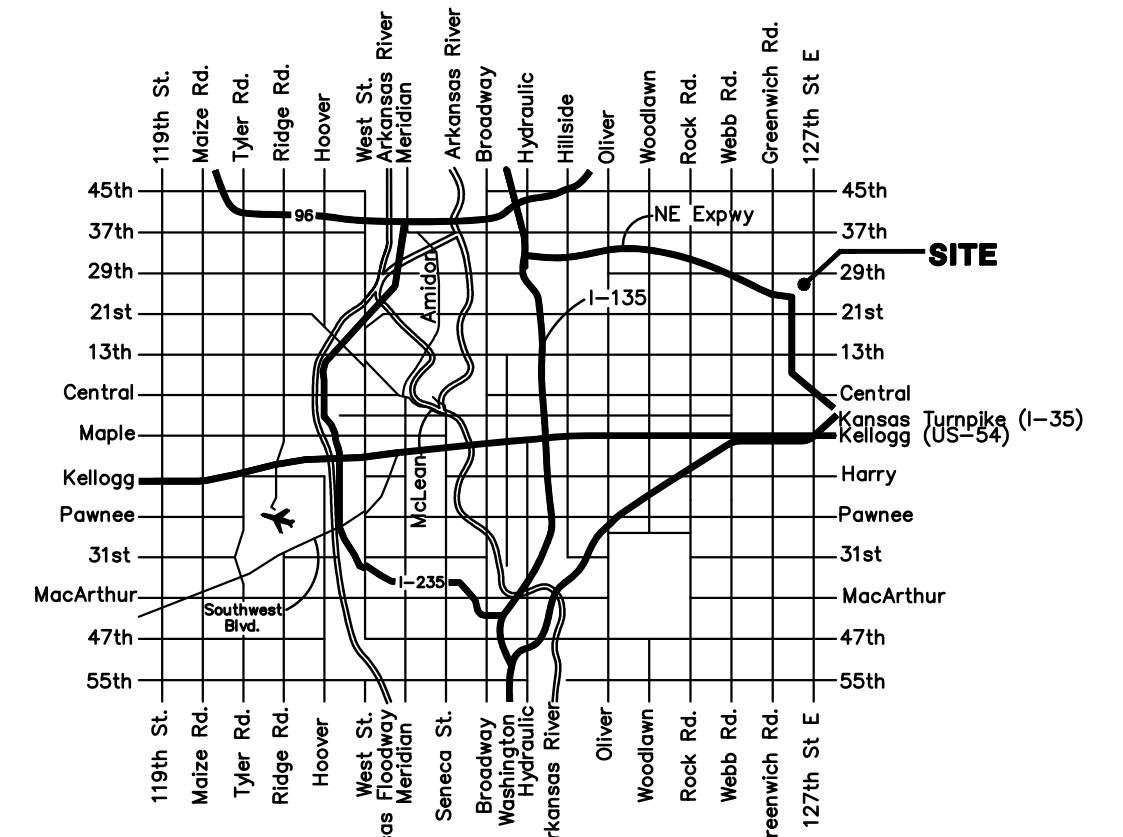 119th St.
Maize Rd.
Tyler Rd.
Ridge Rd.
Hoover
West St.
Arkansas River
Meridian
Arkansas River
Broadway
Hydraulic
Hillside
Oliver
Woodlawn
Rock Rd.
Webb Rd.
Greenwich Rd.
127th St E
45th
37th
29th
21st
13th
Central
Maple
Kellogg
Pawnee
31st
MacArthur
47th
55th
96
NE Expwy
SITE
Amidon
I-135
McLean
I-235
Southwest
Blvd.
45th
37th
29th
21st
13th
Central
Kansas Turnpike (I-35)
Kellogg (US-54)
Harry
Pawnee
31st
MacArthur
47th
55th
119th St.
Maize Rd.
Tyler Rd.
Ridge Rd.
Hoover
West St.
as Floodway
Meridian
Seneca St.
Broadway
Washington
Hydraulic
rkansas River
Oliver
Woodlawn
Rock Rd.
Webb Rd.
reenwich Rd.
127th St E